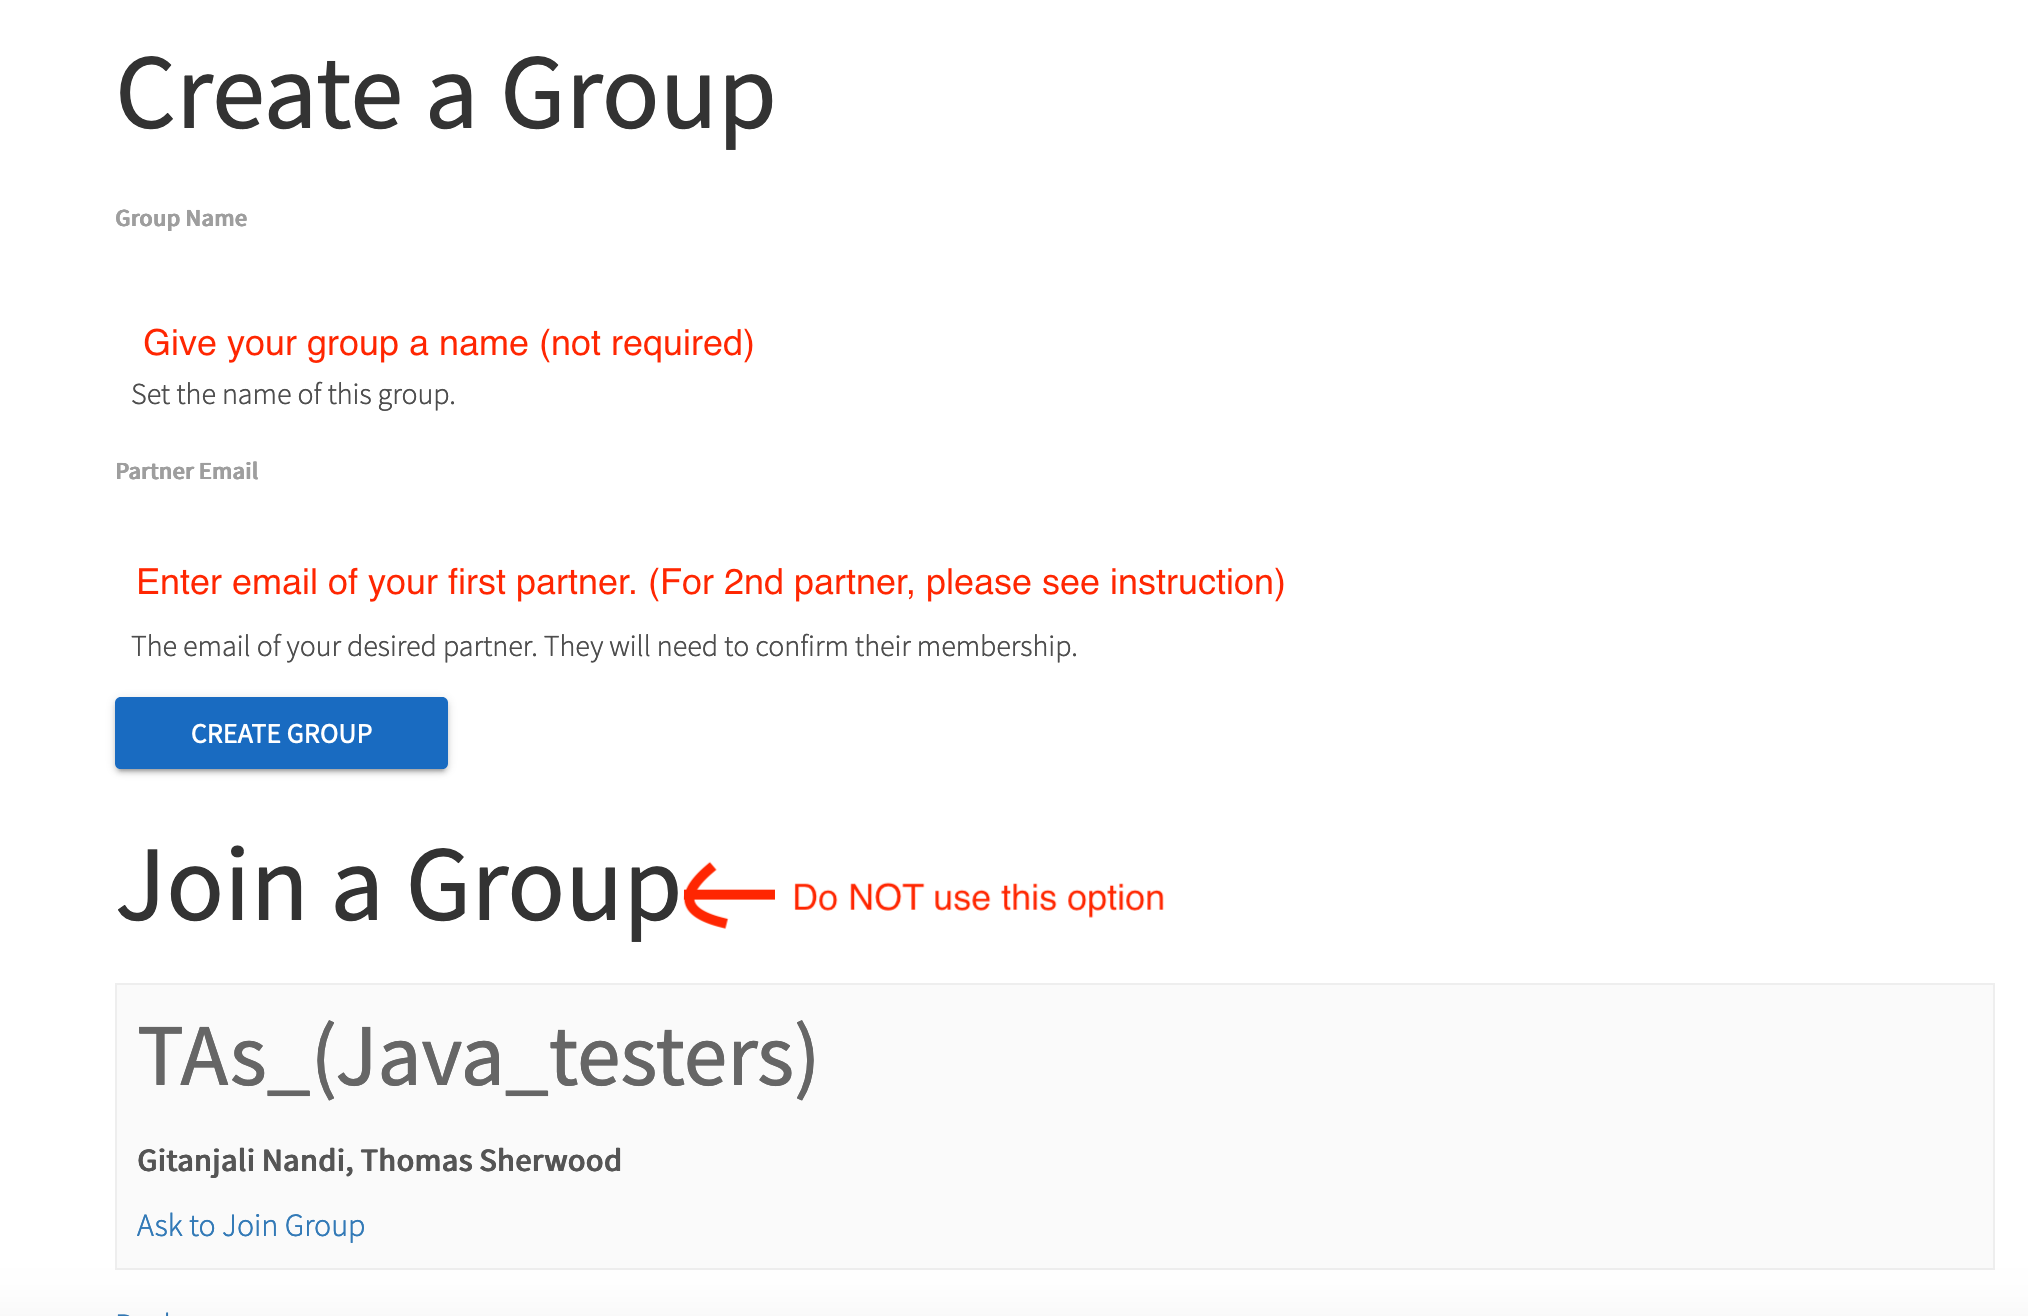 Create a Group
Group Name
Give your group a name (not required)
Set the name of this group.
Partner Email
Enter email of your first partner. (For 2nd partner, please see instruction)
The email of your desired partner. They will need to confirm their membership.
CREATE GROUP
Join a Group Do NOT use this option
TAs_(Java_testers)
Gitanjali Nandi, Thomas Sherwood
Ask to Join Group